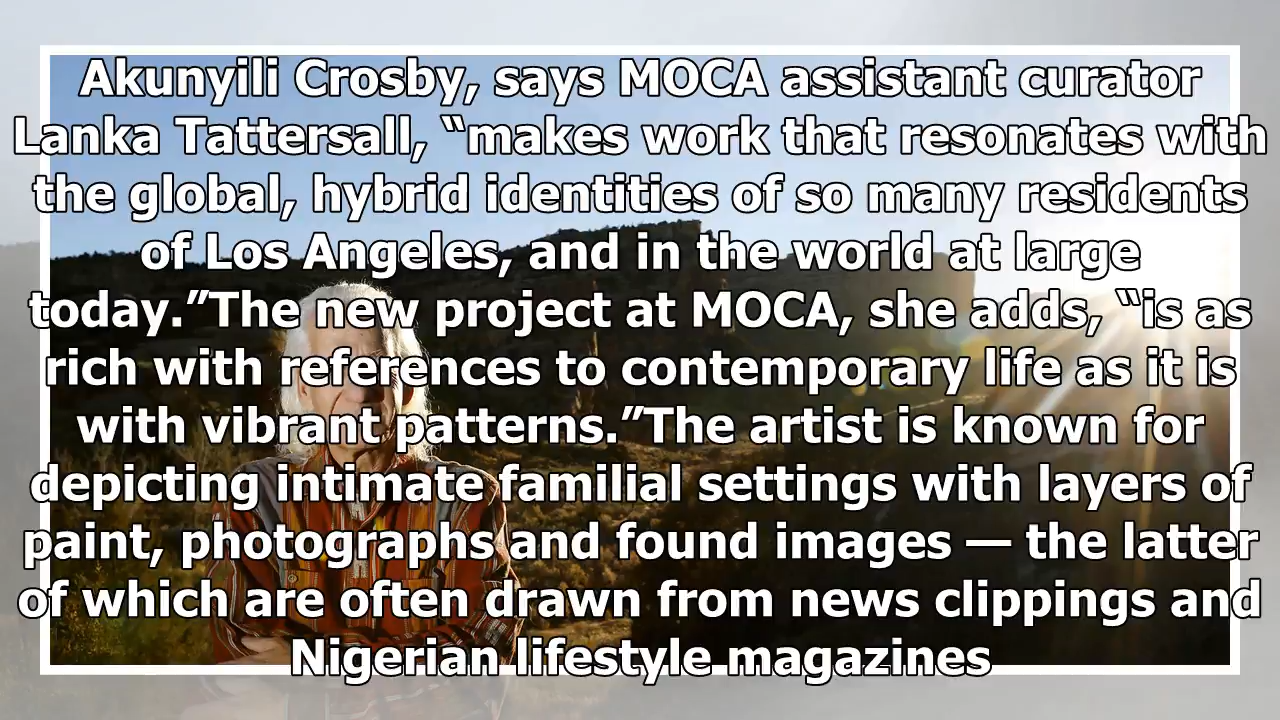 Akunyili Crosby, says MOCA assistant curator
Lanka Tattersall, “makes work that resonates with
the global, hybrid identities of so many residents
of Los Angeles, and in the world at large
today.”The new project at MOCA, she adds, “is as
rich with references to contemporary life as it is
with vibrant patterns.”The artist is known for
depicting intimate familial settings with layers of
paint, photographs and found images — the latter
of which are often drawn from news clippings and
Nigerian lifestyle magazines